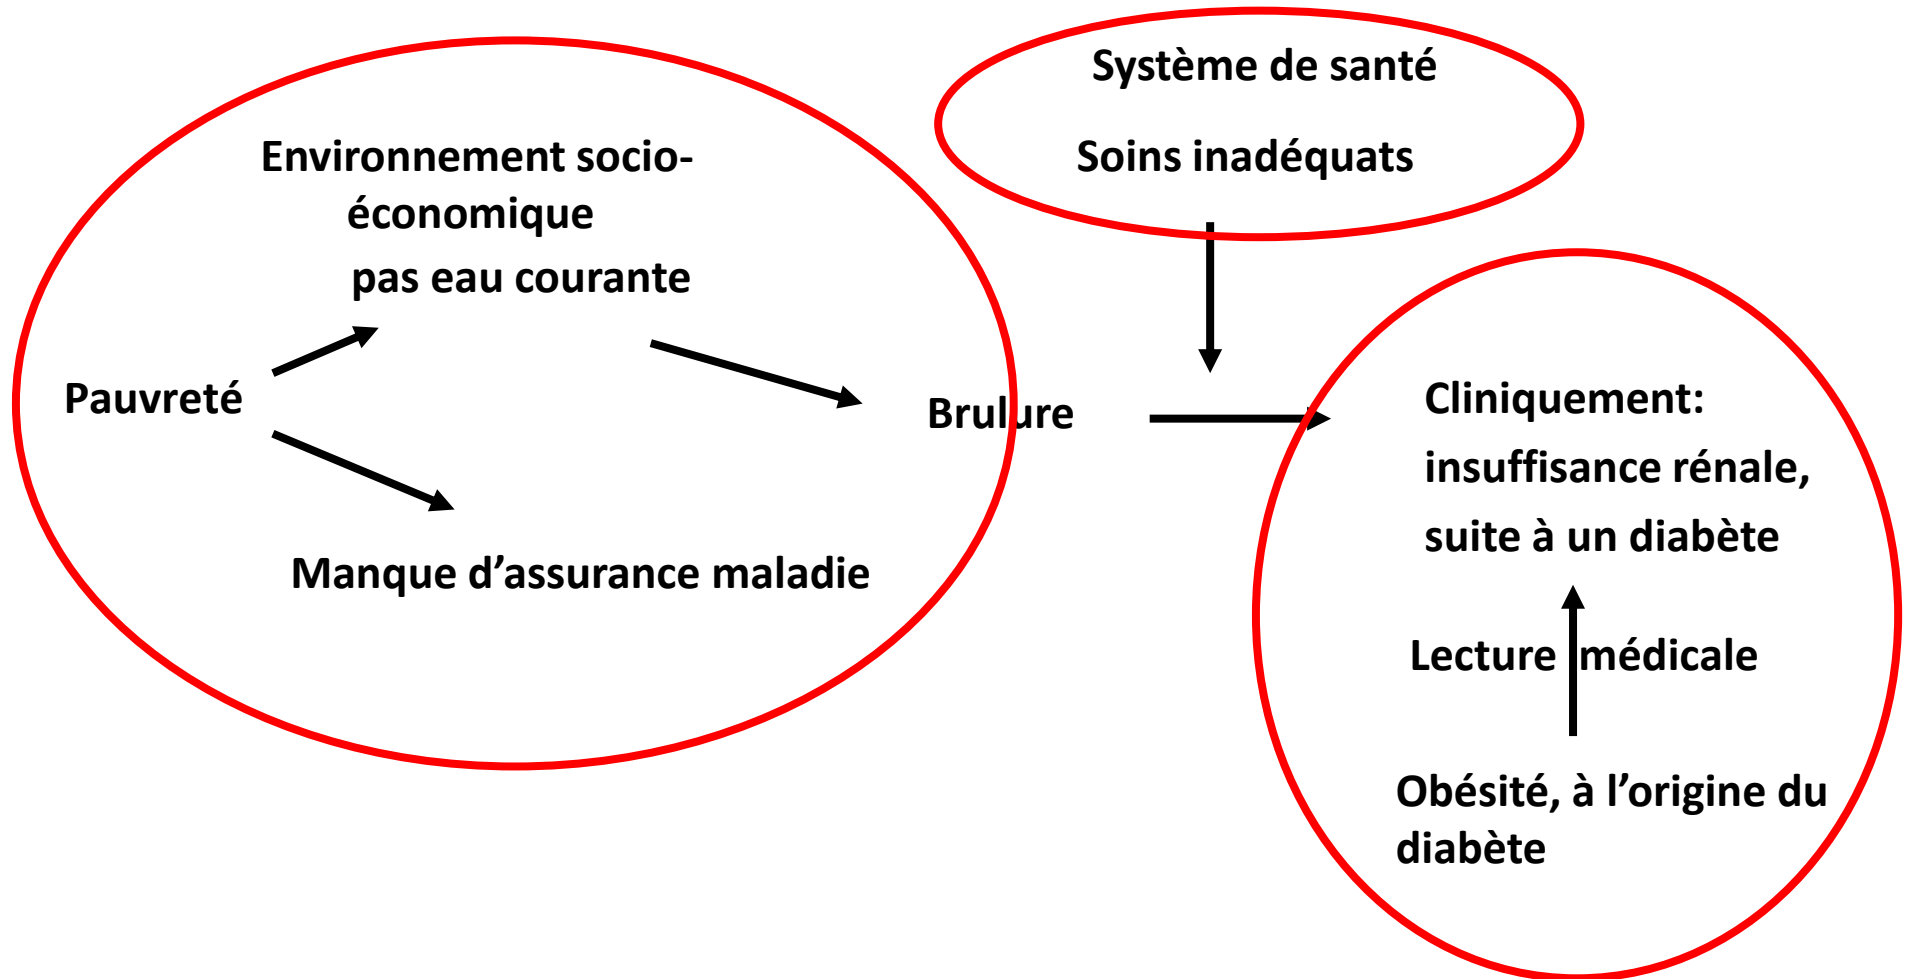 Système de santé
Soins inadéquats
Environnement socio-
économique
pas eau courante
Pauvreté
Brulure
Manque d’assurance maladie
Cliniquement:
insuffisance rénale,
suite à un diabète
Lecture médicale
Obésité, à l’origine du
diabète